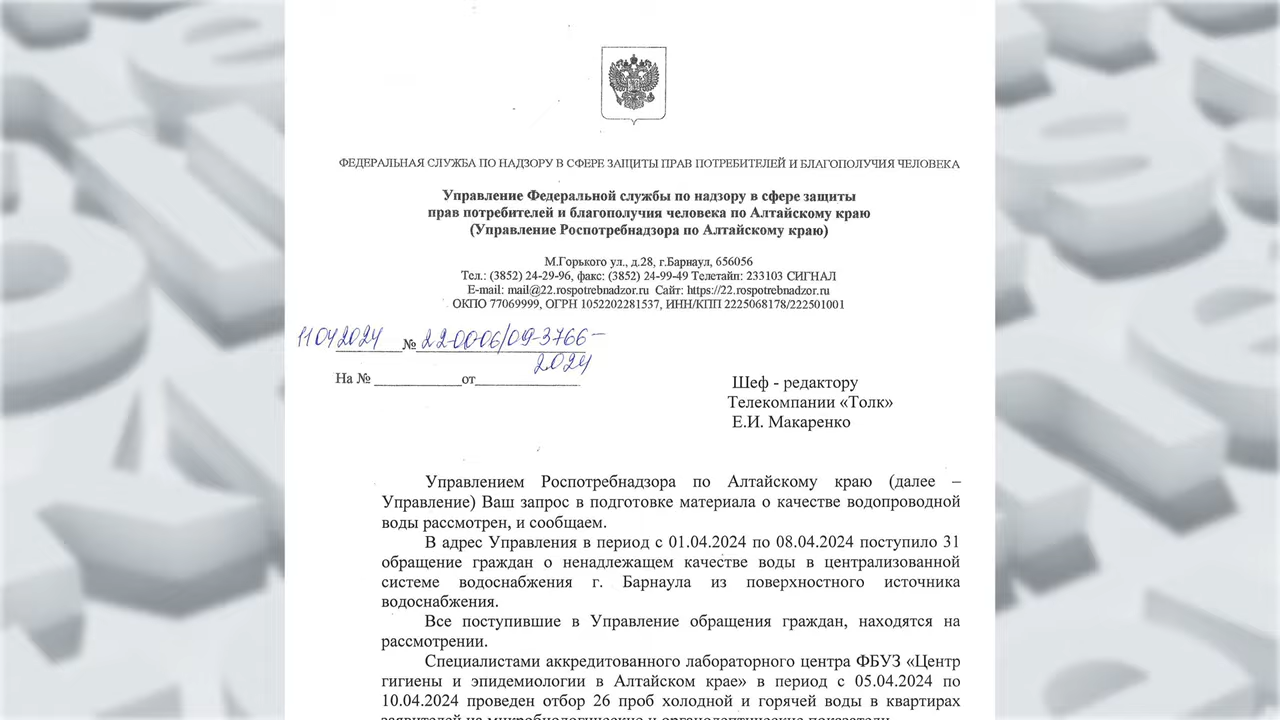 ФЕДЕРАЛЬНАЯ СЛУЖБА ПО НАДЗОРУ В СФЕРЕ ЗАЩИТЫ ПРАВ ПОТРЕБИТЕЛЕЙ И БЛАГОПОЛУЧИЯ ЧЕЛОВЕКА
Управление Федеральной службы по надзору в сфере защиты
прав потребителей и благополучия человека по Алтайскому краю
(Управление Роспотребнадзора по Алтайскому краю)
М.Горького ул., д.28, г.Барнаул, 656056
Тел.: (3852) 24-29-96, факс: (3852) 24-99-49 Телетайп: 233103 СИГНАЛ
E-mail: mail@22.rospotrebnadzor.ru Сайт: https://22.rospotrebnadzor.ru
ОКПО 77069999, ОГРН 1052202281537, ИНН/КПП 2225068178/222501001
11042024 № 22-00-06/09-3766-
2024
На № ____________от______________
Шеф - редактору
Телекомпании «Толк»
Е.И. Макаренко
Управлением Роспотребнадзора по Алтайскому краю (далее –
Управление) Ваш запрос в подготовке материала о качестве водопроводной
воды рассмотрен, и сообщаем.
В адрес Управления в период с 01.04.2024 по 08.04.2024 поступило 31
обращение граждан о ненадлежащем качестве воды в централизованной
системе водоснабжения г. Барнаула из поверхностного источника
водоснабжения.
Все поступившие в Управление обращения граждан, находятся на
рассмотрении.
Специалистами аккредитованного лабораторного центра ФБУЗ «Центр
гигиены и эпидемиологии в Алтайском крае» в период с 05.04.2024 по
10.04.2024 проведен отбор 26 проб холодной и горячей воды в квартирах
заявителей на микробиологические и органолептические показатели.